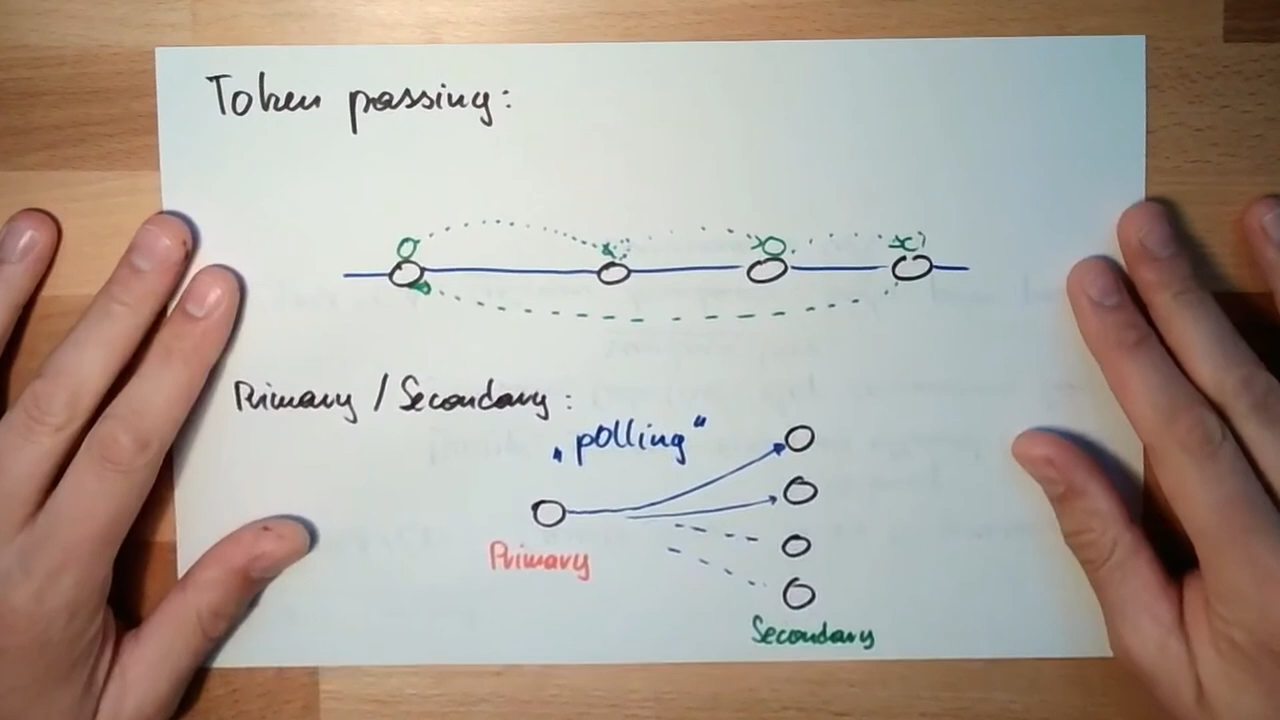 Token passing:
Primary / Secondary:
„polling“
Primary
Secondary